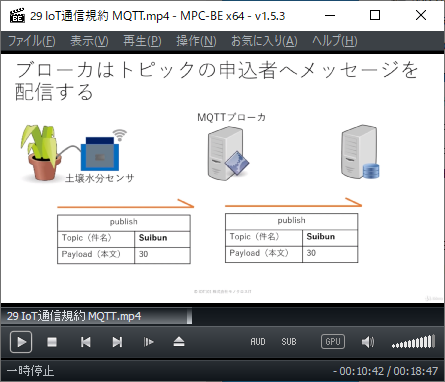 29 IoT通信規約 MQTT.mp4 - MPC-BE x64 - v1.5.3
ファイル(F) 表示(V) 再生(P) 操作(N) お気に入り(A) ヘルプ(H)
ブローカはトピックの申込者へメッセージを
配信する
MQTTブローカ
土壌水分センサ
publish
Topic（件名） Suibun
Payload（本文） 30
publish
Topic（件名） Suibun
Payload（本文） 30
29 IoT通信規約 MQTT.mp4
AUD SUB GPU
一時停止 - 00:10:42 / 00:18:47